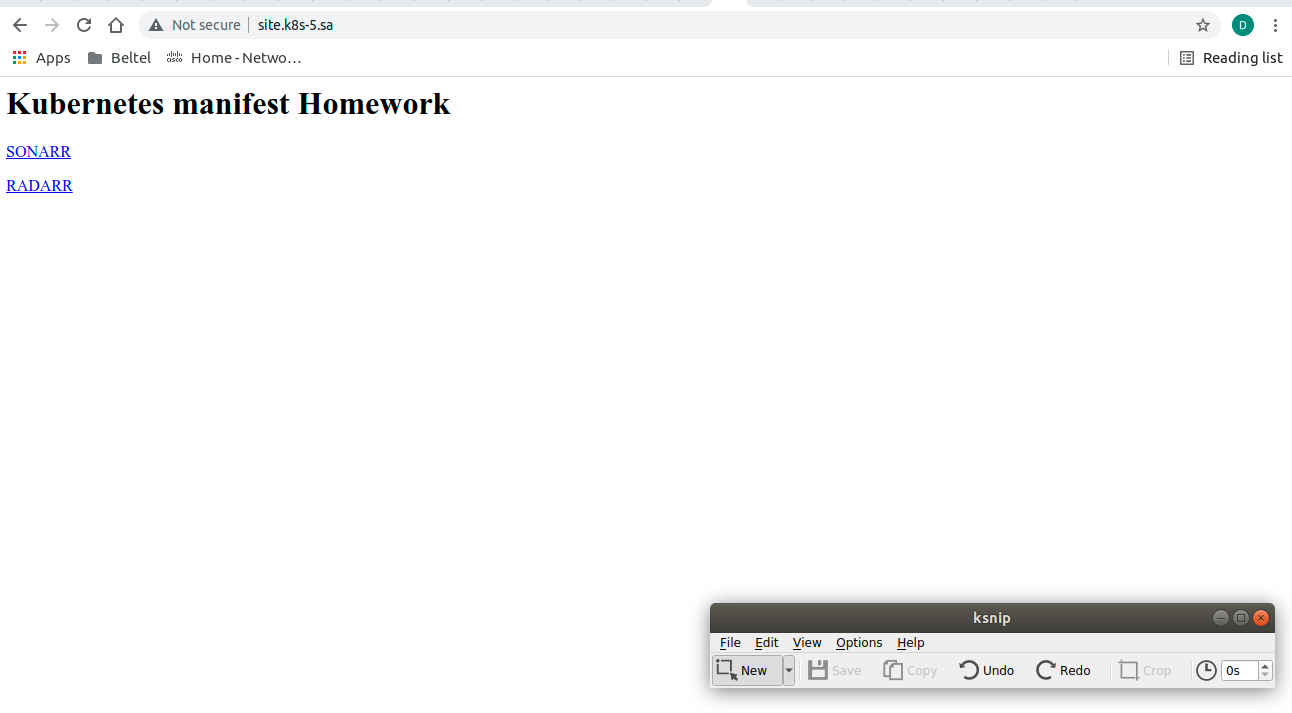 Not secure site.k8s-5.sa D
Apps Beltel cisco Home - Netwo… Reading list
Kubernetes manifest Homework
SONARR
RADARR
ksnip
File Edit View Options Help
New Save Copy Undo Redo Crop 0s